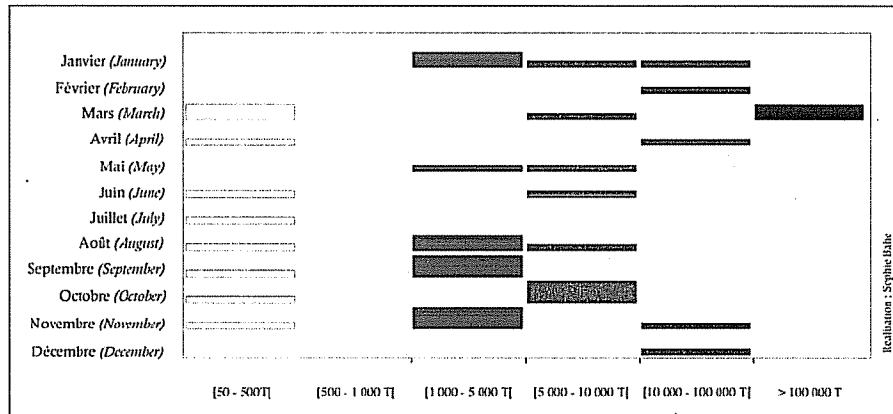 Janvier (January)
Février (February)
Mars (March)
Avril (April)
Mai (May)
Juin (June)
Juillet (July)
Août (August)
Septembre (September)
Octobre (October)
Novembre (November)
Décembre (December)
[50 - 500T[
[500 - 1 000 T[
[1 000 - 5 000 T[
[5 000 - 10 000 T[
[10 000 - 100 000 T[
> 100 000 T
Réalisation : Sophie Bahe